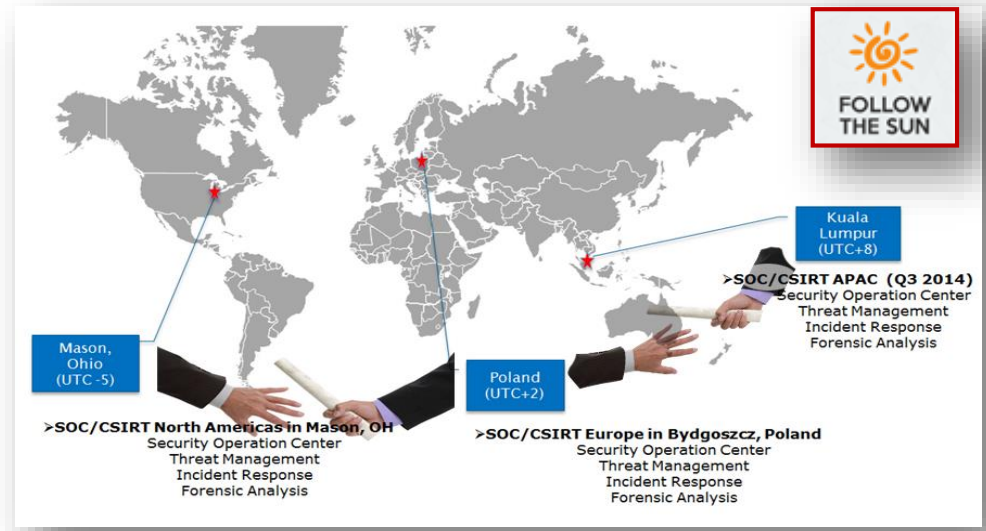 FOLLOW
THE SUN
Kuala
Lumpur
(UTC+8)
➢SOC/CSIRT APAC (Q3 2014)
Security Operation Center
Threat Management
Incident Response
Forensic Analysis
Mason,
Ohio
(UTC -5)
➢SOC/CSIRT North Americas in Mason, OH
Security Operation Center
Threat Management
Incident Response
Forensic Analysis
Poland
(UTC+2)
➢SOC/CSIRT Europe in Bydgoszcz, Poland
Security Operation Center
Threat Management
Incident Response
Forensic Analysis